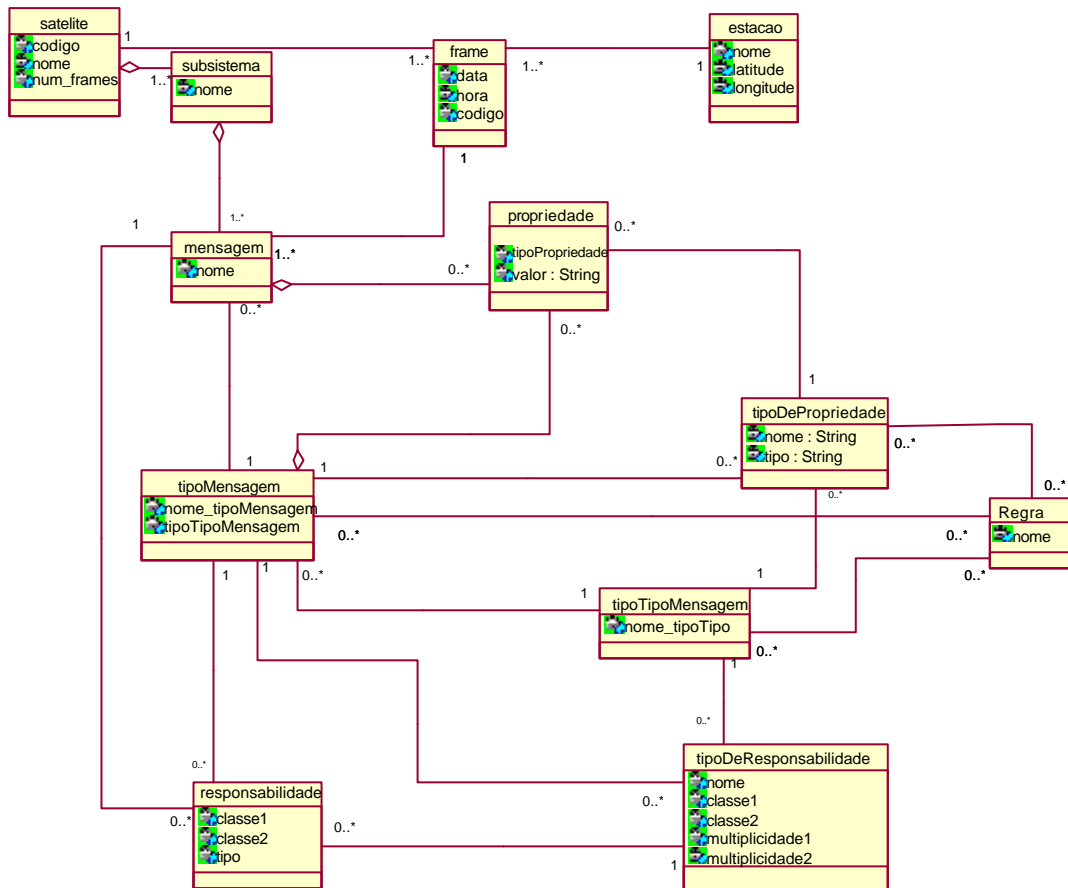 satelite
codigo
nome
num_frames
1
1..*
subsistema
nome
1..*
frame
data
hora
codigo
1..*
1
estacao
nome
latitude
longitude
1
1
1..*
mensagem
nome
1..*
0..*
0..*
propriedade
tipoPropriedade
valor : String
0..*
0..*
1
tipoDePropriedade
nome : String
tipo : String
0..*
0..*
0..*
0..*
1
1
tipoMensagem
nome_tipoMensagem
tipoTipoMensagem
0..*
1
1
0..*
Regra
nome
0..*
0..*
1
1
tipoTipoMensagem
nome_tipoTipo
0..*
1
0..*
tipoDeResponsabilidade
nome
classe1
classe2
multiplicidade1
multiplicidade2
0..*
1
0..*
responsabilidade
classe1
classe2
tipo
0..*
0..*